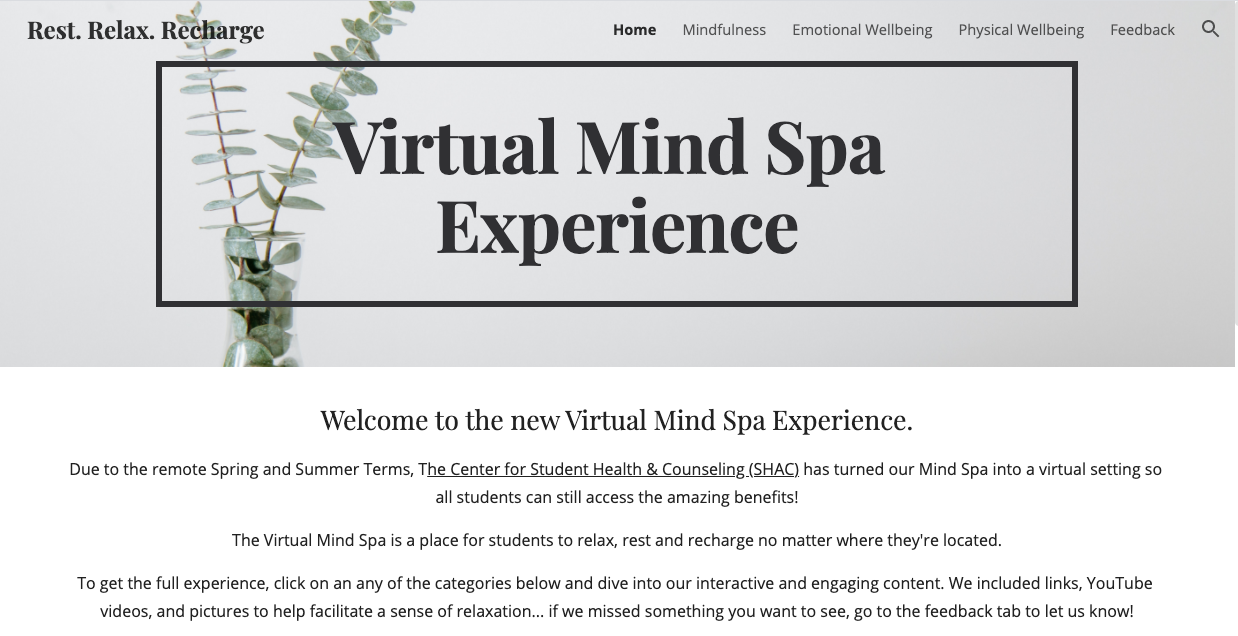 Rest. Relax. Recharge
Home Mindfulness Emotional Wellbeing Physical Wellbeing Feedback
Virtual Mind Spa
Experience
Welcome to the new Virtual Mind Spa Experience.
Due to the remote Spring and Summer Terms, The Center for Student Health & Counseling (SHAC) has turned our Mind Spa into a virtual setting so
all students can still access the amazing benefits!
The Virtual Mind Spa is a place for students to relax, rest and recharge no matter where they're located.
To get the full experience, click on an any of the categories below and dive into our interactive and engaging content. We included links, YouTube
videos, and pictures to help facilitate a sense of relaxation... if we missed something you want to see, go to the feedback tab to let us know!